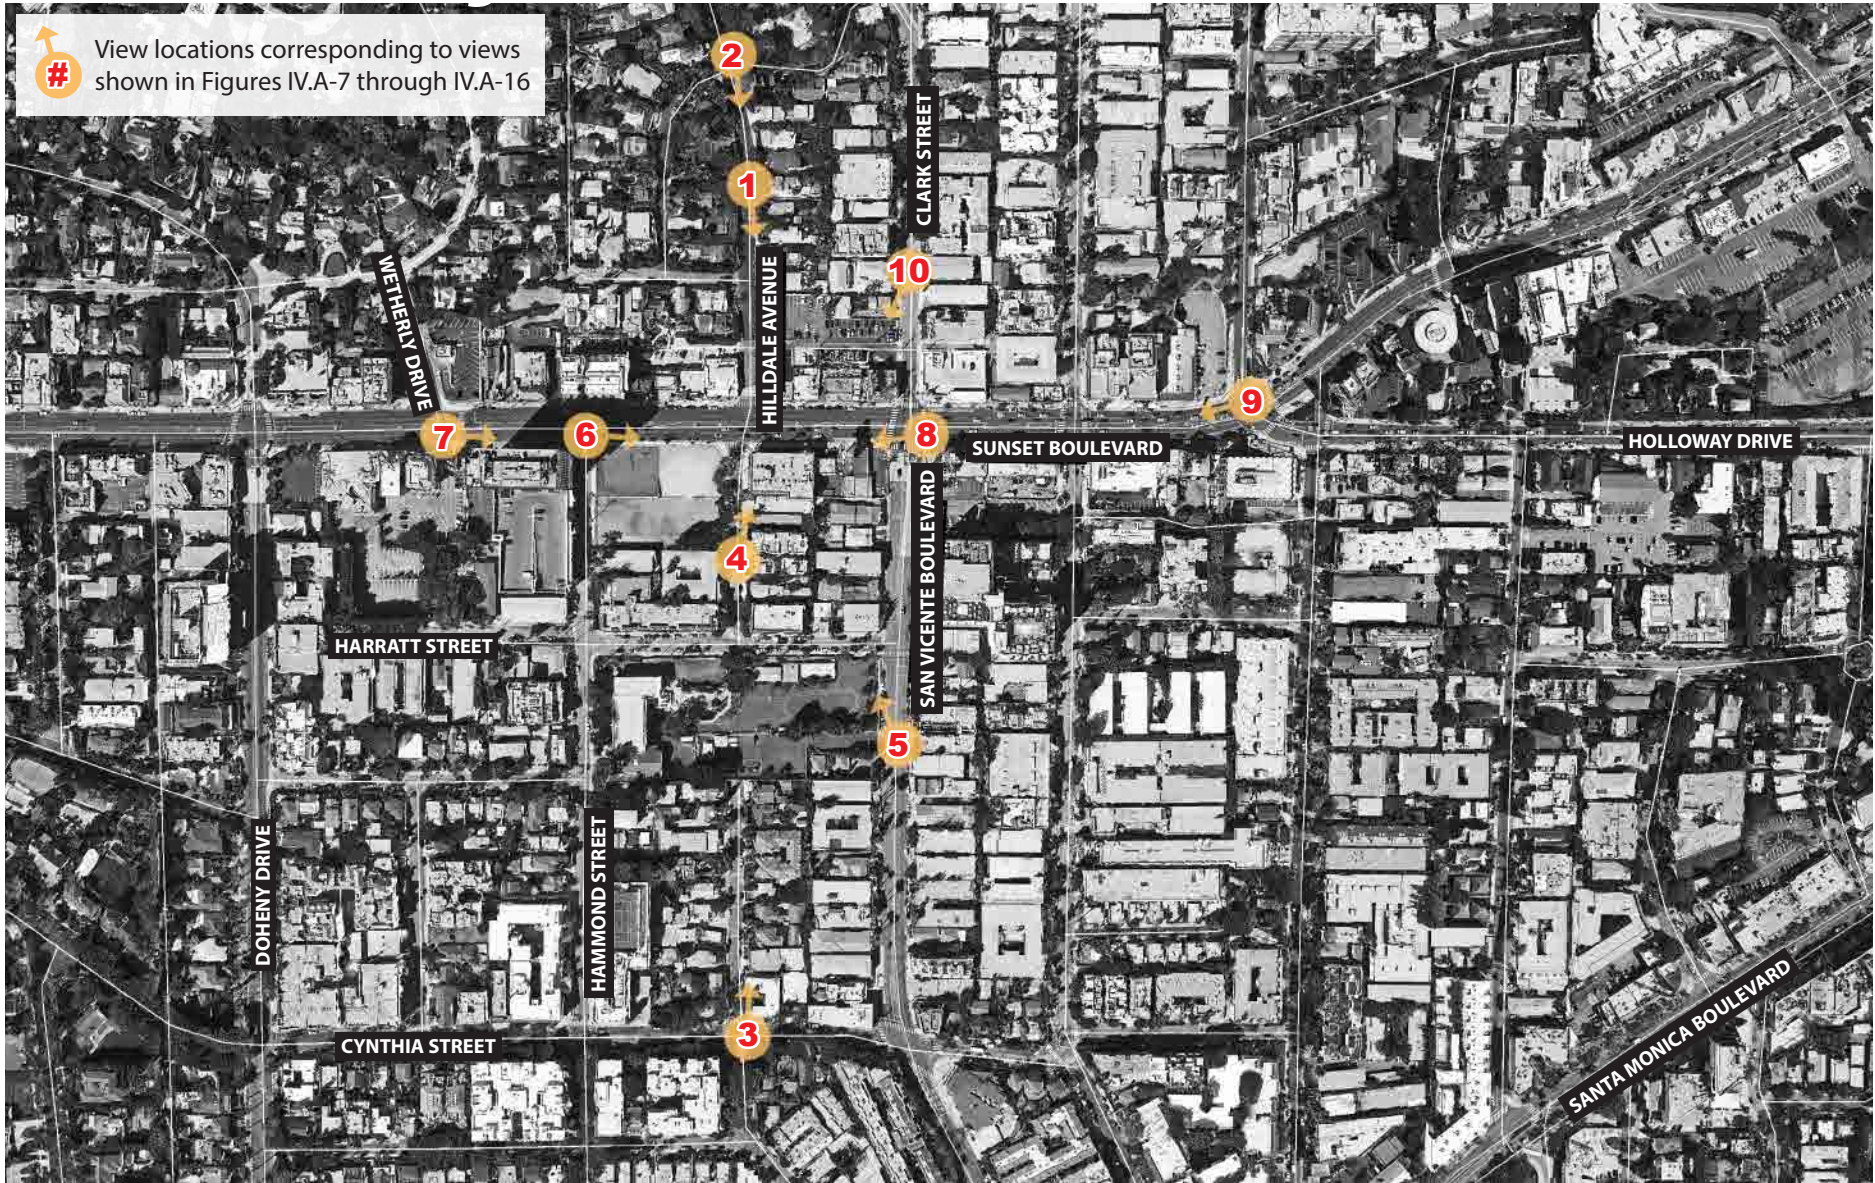 #
View locations corresponding to views
shown in Figures IV.A-7 through IV.A-16
2
CLARK STREET
1
10
WETHERLY DRIVE
HILLDALE AVENUE
9
7
6
8
SUNSET BOULEVARD
HOLLOWAY DRIVE
4
SAN VICENTE BOULEVARD
HARRATT STREET
5
DOHENY DRIVE
HAMMOND STREET
3
CYNTHIA STREET
SANTA MONICA BOULEVARD